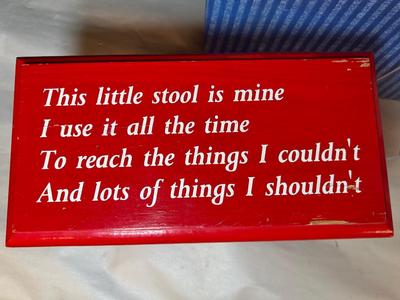 This little stool is mine
I use it all the time
To reach the things I couldn't
And lots of things I shouldn't